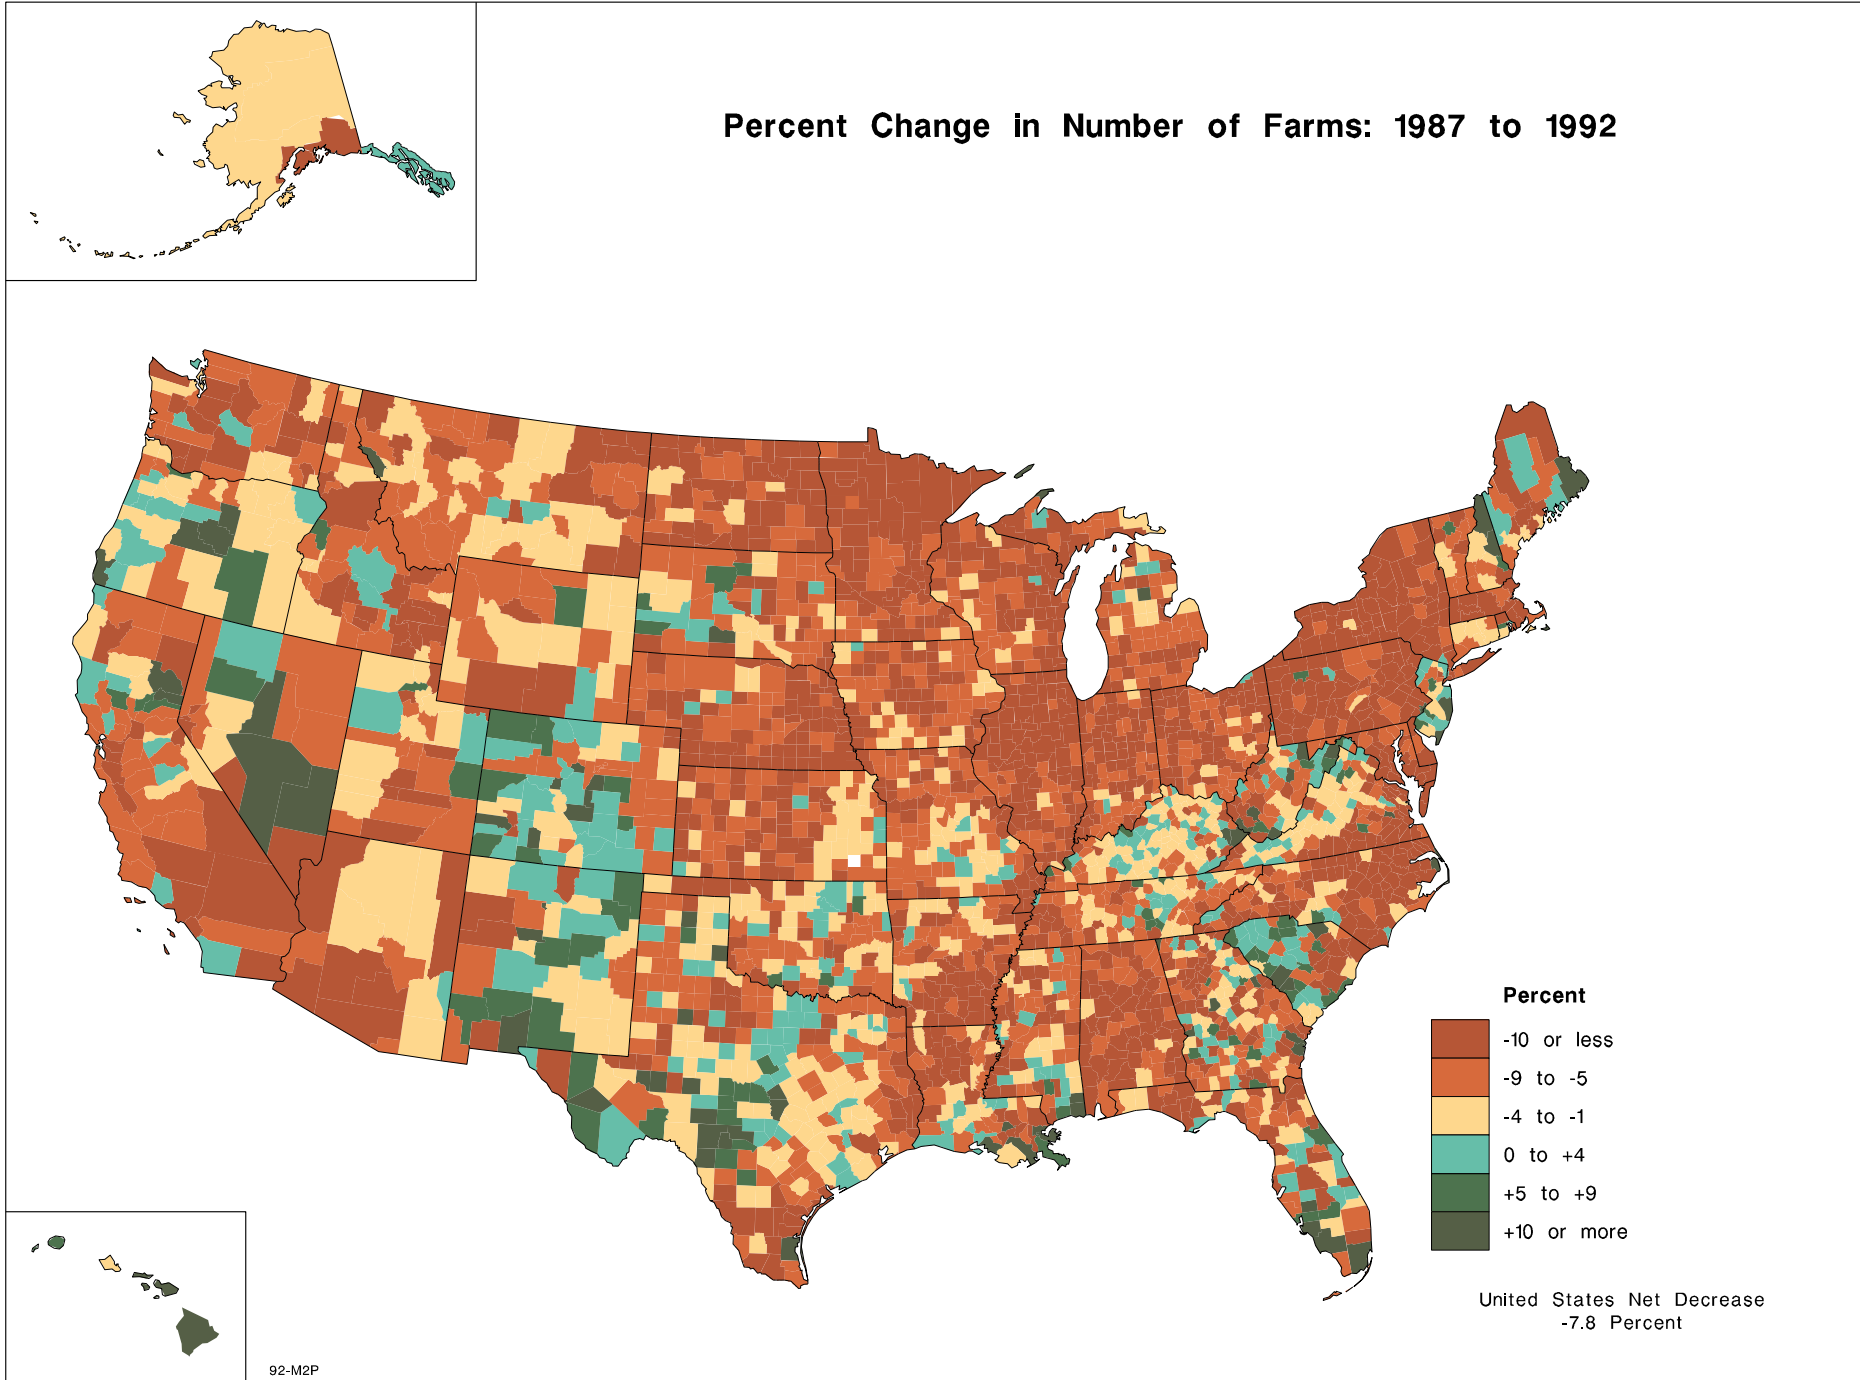 Percent Change in Number of Farms: 1987 to 1992
Percent
-10 or less
-9 to -5
-4 to -1
0 to +4
+5 to +9
+10 or more
United States Net Decrease
-7.8 Percent
92-M2P